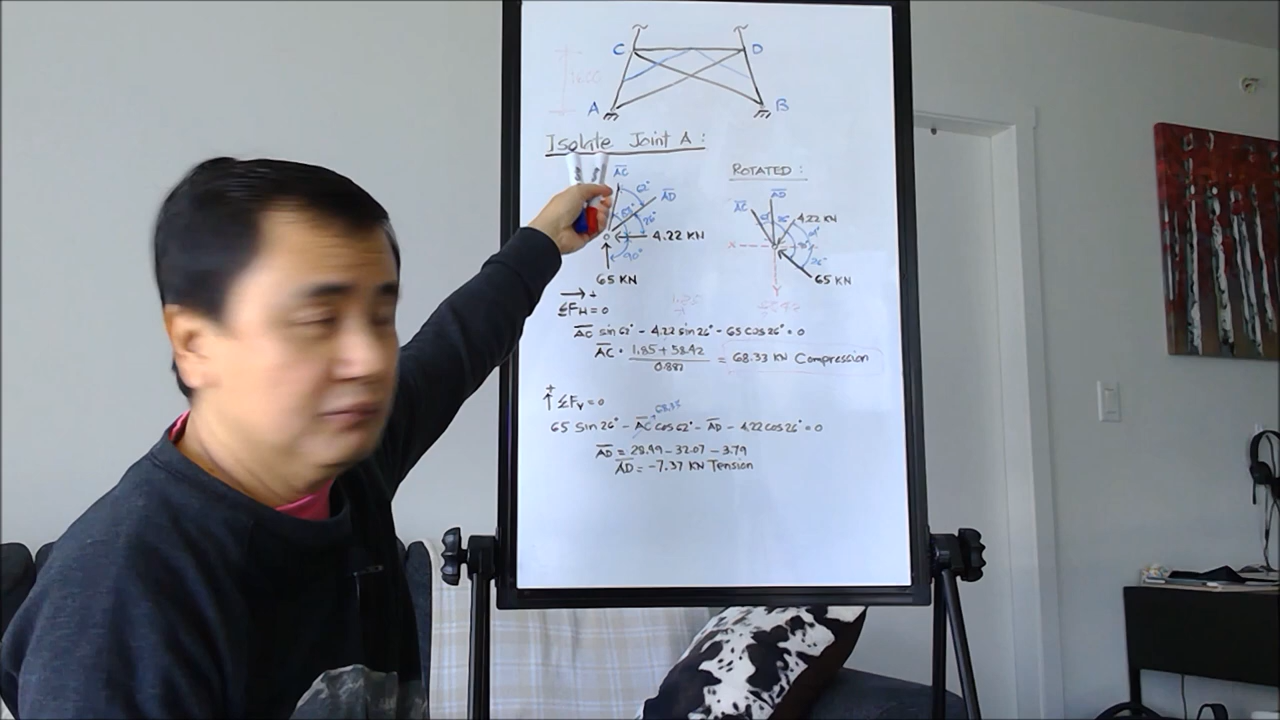 C D
A B
Isolate Joint A:
ROTATED:
AC
62°
AD
26°
4.22 KN
90°
65 KN
AD
AC
4.22 KN
26°
X
65 KN
Y
→+
ΣFH=0
AC sin 62° - 4.22 sin 26° - 65 cos 26° = 0
AC = 1.85 + 58.42 / 0.882 = 68.33 KN Compression
+
↑ ΣFV=0
68.33
65 Sin 26° - AC cos 62° - AD - 4.22 cos 26° = 0
AD = 28.49 - 32.07 - 3.79
AD = -7.37 KN Tension